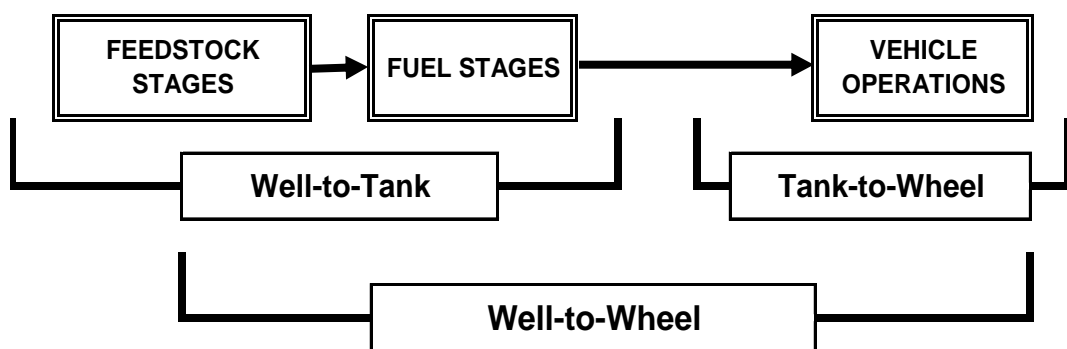 FEEDSTOCK
STAGES
FUEL STAGES
VEHICLE
OPERATIONS
Well-to-Tank
Tank-to-Wheel
Well-to-Wheel